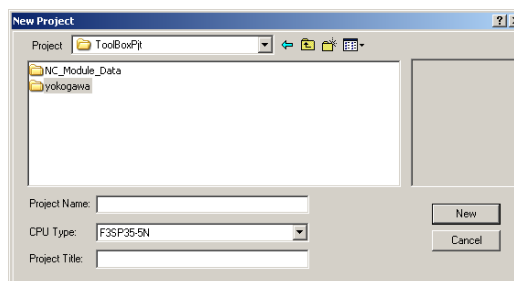 New Project
Project ToolBoxPjt
NC_Module_Data
yokogawa
Project Name:
New
CPU Type: F3SP35-5N
Cancel
Project Title: